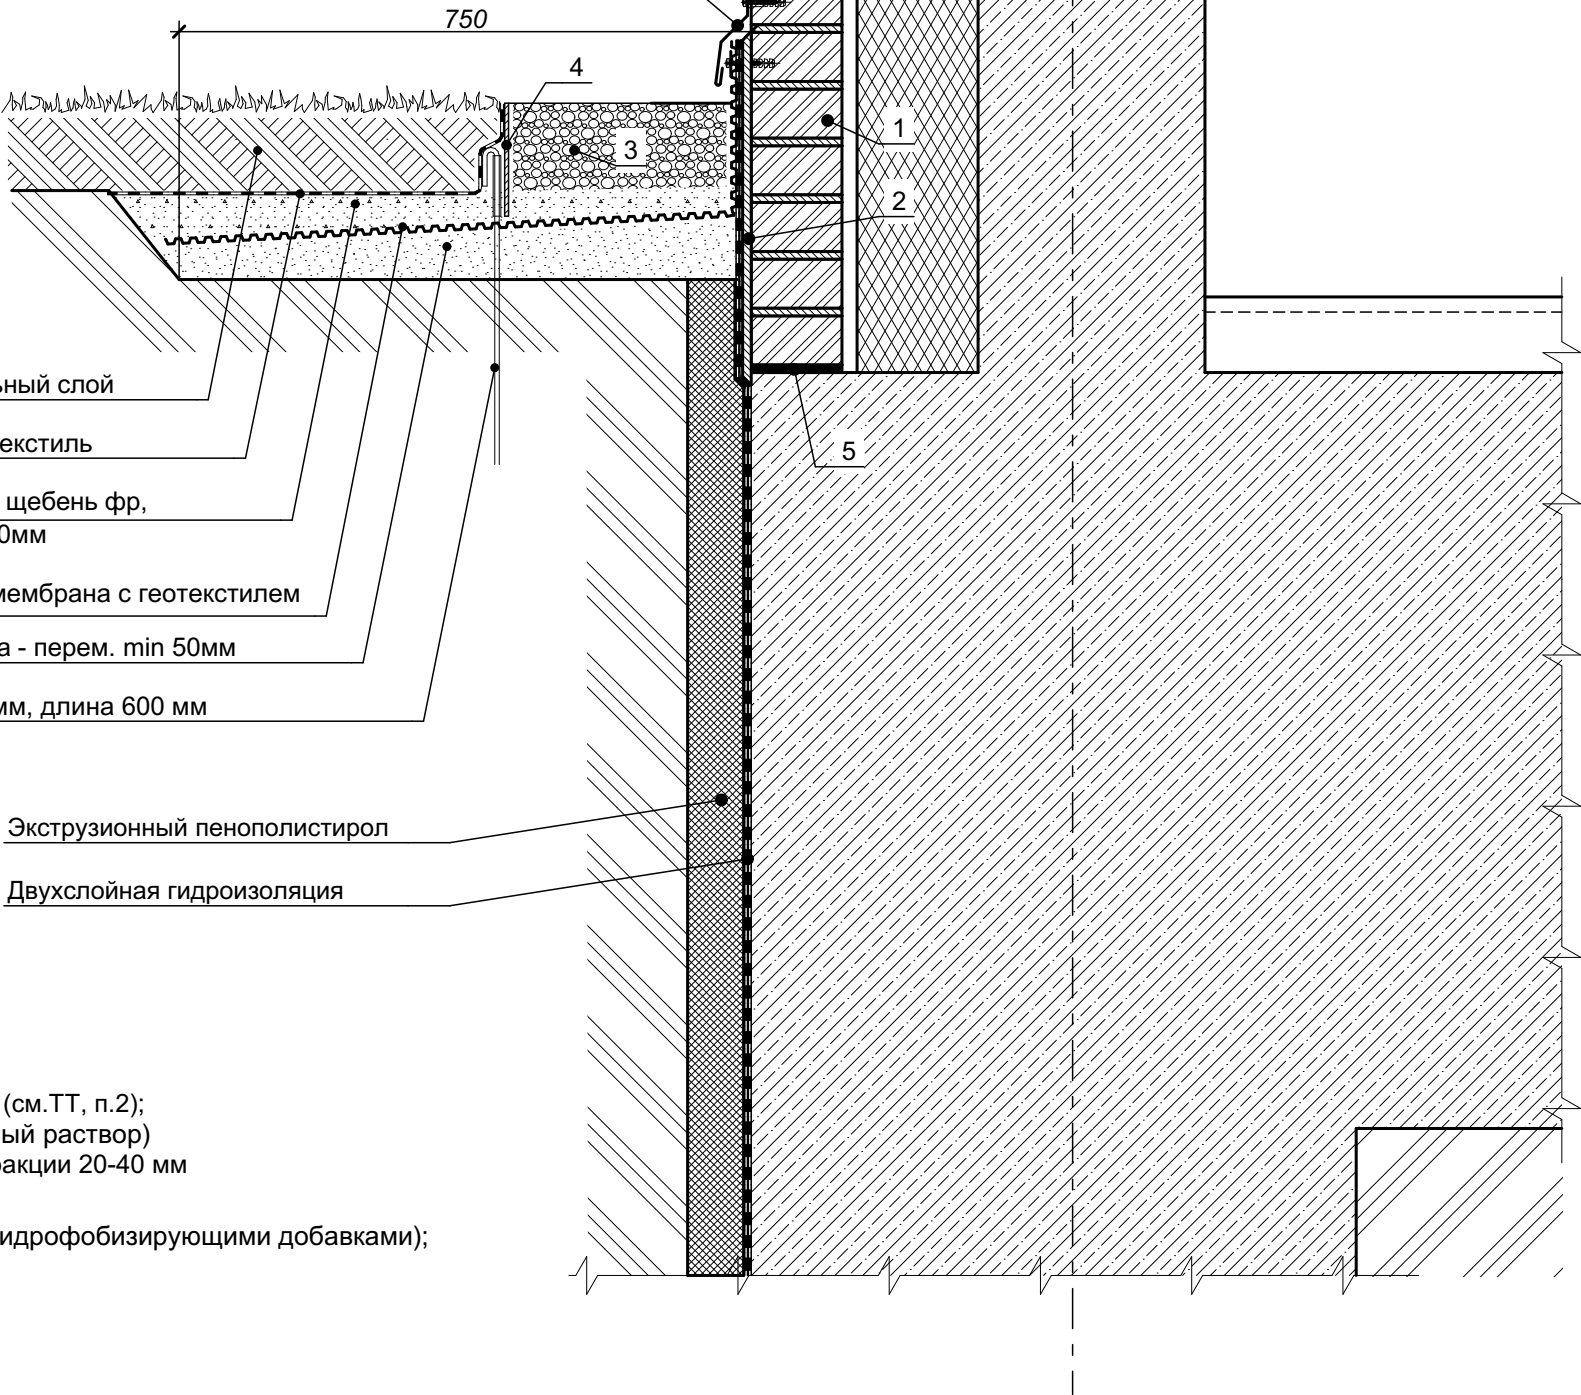 750
4
3
1
2
5
ьный слой
екстиль
щебень фр,
0мм
мембрана с геотекстилем
а - перем. min 50мм
мм, длина 600 мм
Экструзионный пенополистирол
Двухслойная гидроизоляция
(см.ТТ, п.2);
ый раствор)
ракции 20-40 мм
идрофобизирующими добавками);